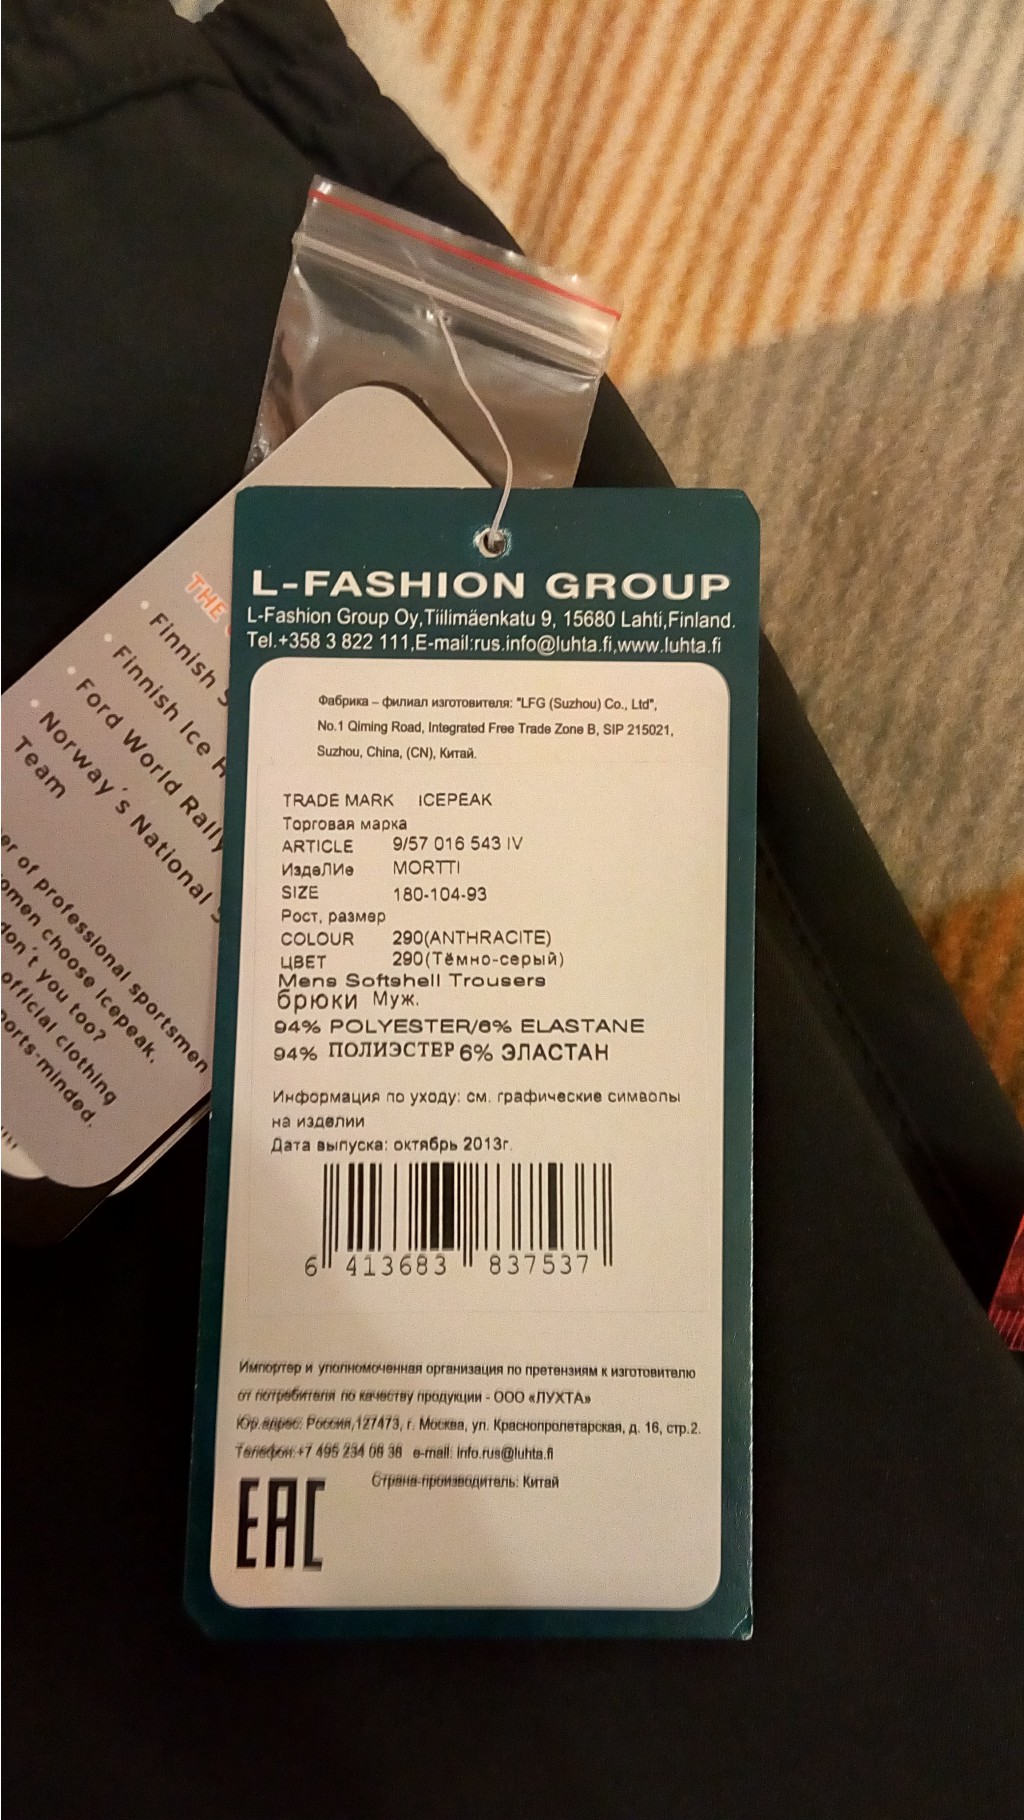 L-FASHION GROUP
L-Fashion Group Oy,Tiilimäenkatu 9, 15680 Lahti,Finland.
Tel.+358 3 822 111,E-mail:rus.info@luhta.fi,www.luhta.fi
Фабрика – филиал изготовителя: "LFG (Suzhou) Co., Ltd",
No.1 Qiming Road, Integrated Free Trade Zone B, SIP 215021,
Suzhou, China, (CN), Китай.
TRADE MARK ICEPEAK
Торговая марка
ARTICLE 9/57 016 543 IV
ИздеЛИе MORTTI
SIZE 180-104-93
Рост, размер
COLOUR 290(ANTHRACITE)
ЦВЕТ 290(Тёмно-серый)
Mens Softshell Trousers
брюки Муж.
94% POLYESTER/6% ELASTANE
94% ПОЛИЭСТЕР 6% ЭЛАСТАН
Информация по уходу: см. графические символы
на изделии
Дата выпуска: октябрь 2013г.
6 413683 837537
Импортер и уполномоченная организация по претензиям к изготовителю
от потребителя по качеству продукции - ООО «ЛУХТА»
Юр.адрес: Россия,127473, г. Москва, ул. Краснопролетарская, д. 16, стр.2.
Телефон:+7 495 234 08 38 e-mail: info.rus@luhta.fi
Страна-производитель: Китай
EAC
THE
• Finnish
• Finnish Ice
• Ford World Rally
• Norway´s National
Team
of professional sportsmen
women choose Icepeak,
don´t you too?
official clothing
sports-minded.